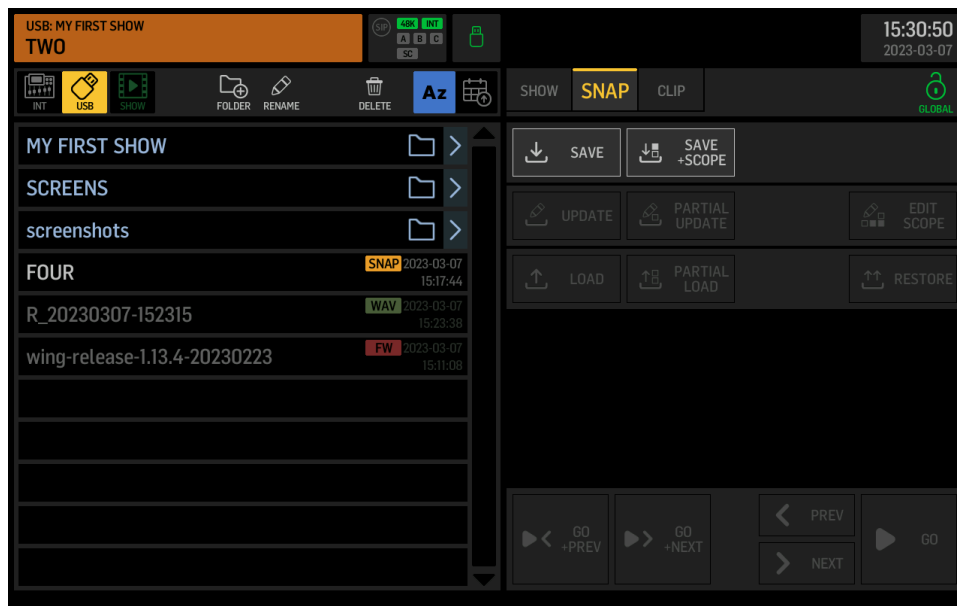 USB: MY FIRST SHOW
TWO
SIP
48K INT
A B C
SC
15:30:50
2023-03-07
INT
USB
SHOW
FOLDER
RENAME
DELETE
Az
SHOW
SNAP
CLIP
GLOBAL
MY FIRST SHOW
SCREENS
screenshots
FOUR
SNAP 2023-03-07
15:17:44
R_20230307-152315
WAV 2023-03-07
15:23:38
wing-release-1.13.4-20230223
FW 2023-03-07
15:11:08
SAVE
SAVE
+SCOPE
UPDATE
PARTIAL
UPDATE
EDIT
SCOPE
LOAD
PARTIAL
LOAD
RESTORE
GO
+PREV
GO
+NEXT
PREV
NEXT
GO